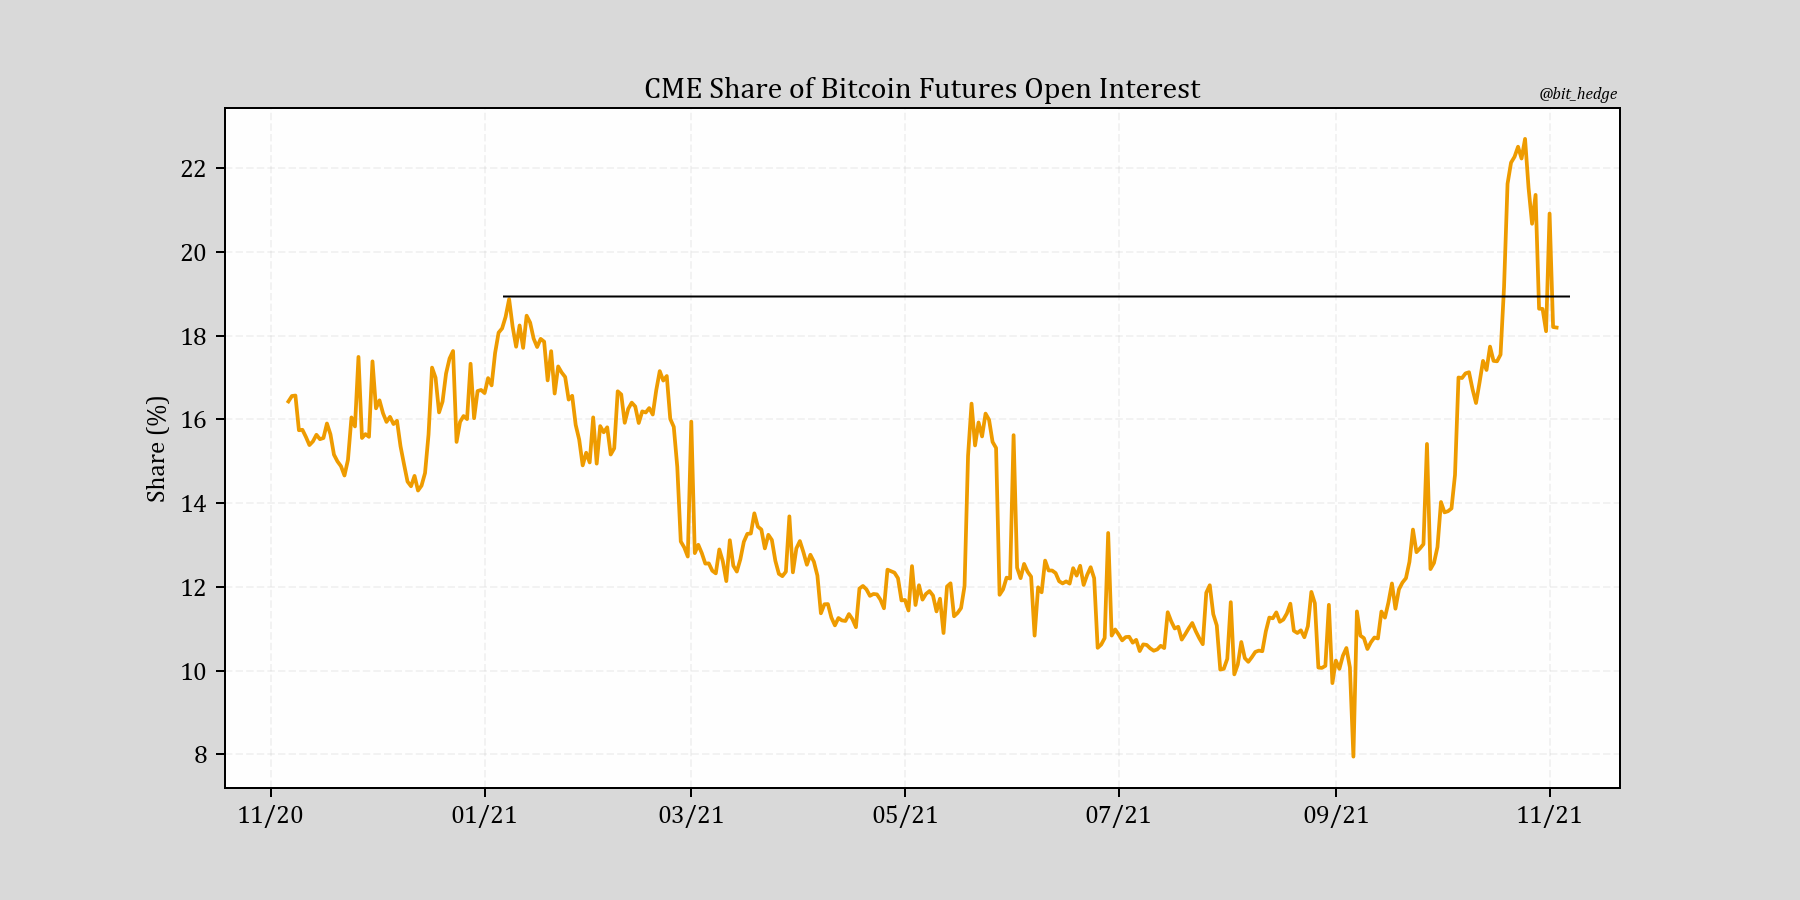 CME Share of Bitcoin Futures Open Interest
@bit_hedge
Share (%)
22
20
18
16
14
12
10
8
11/20 01/21 03/21 05/21 07/21 09/21 11/21